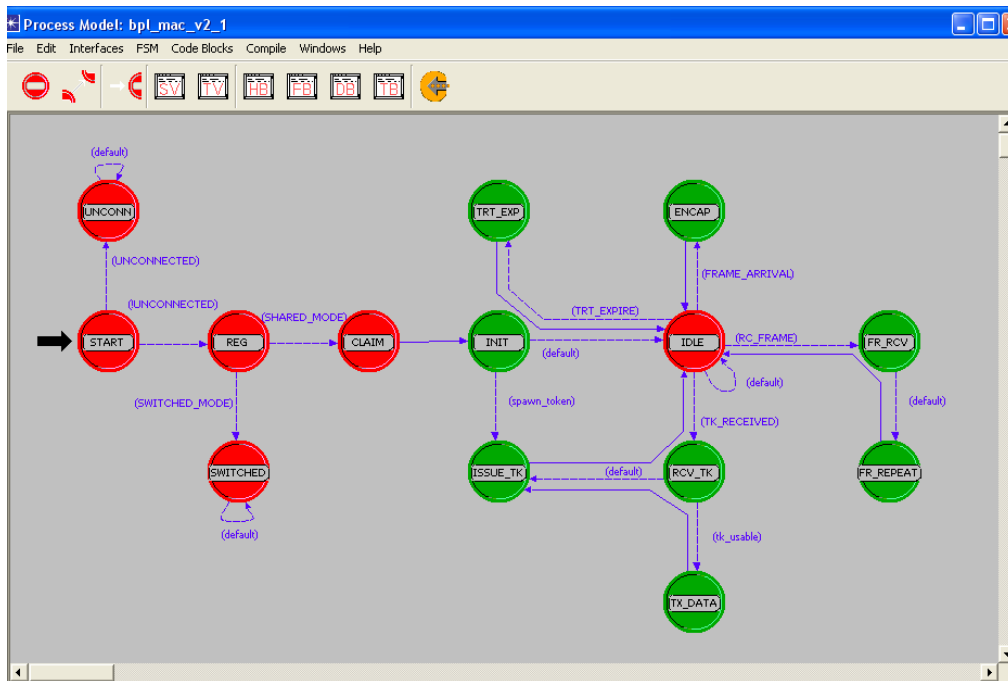 Process Model: bpl_mac_v2_1
File Edit Interfaces FSM Code Blocks Compile Windows Help
SV TV HB FB DB TB
(default)
UNCONN TRT_EXP ENCAP
(UNCONNECTED)
(FRAME_ARRIVAL)
(!UNCONNECTED)
(SHARED_MODE)
(TRT_EXPIRE)
START REG CLAIM INIT IDLE (RC_FRAME) FR_RCV
(default)
(default)
(SWITCHED_MODE)
(spawn_token)
(default)
(TK_RECEIVED)
SWITCHED ISSUE_TK (default) RCV_TK FR_REPEAT
(default)
(tk_usable)
TX_DATA